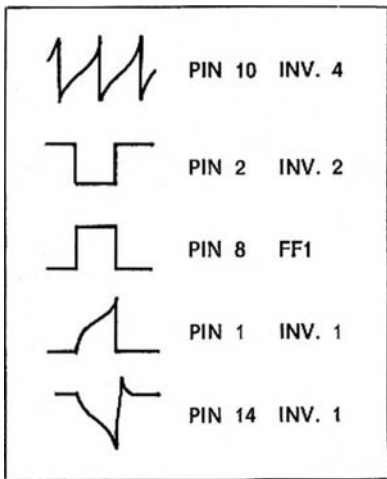 PIN 10 INV. 4
PIN 2 INV. 2
PIN 8 FF1
PIN 1 INV. 1
PIN 14 INV. 1